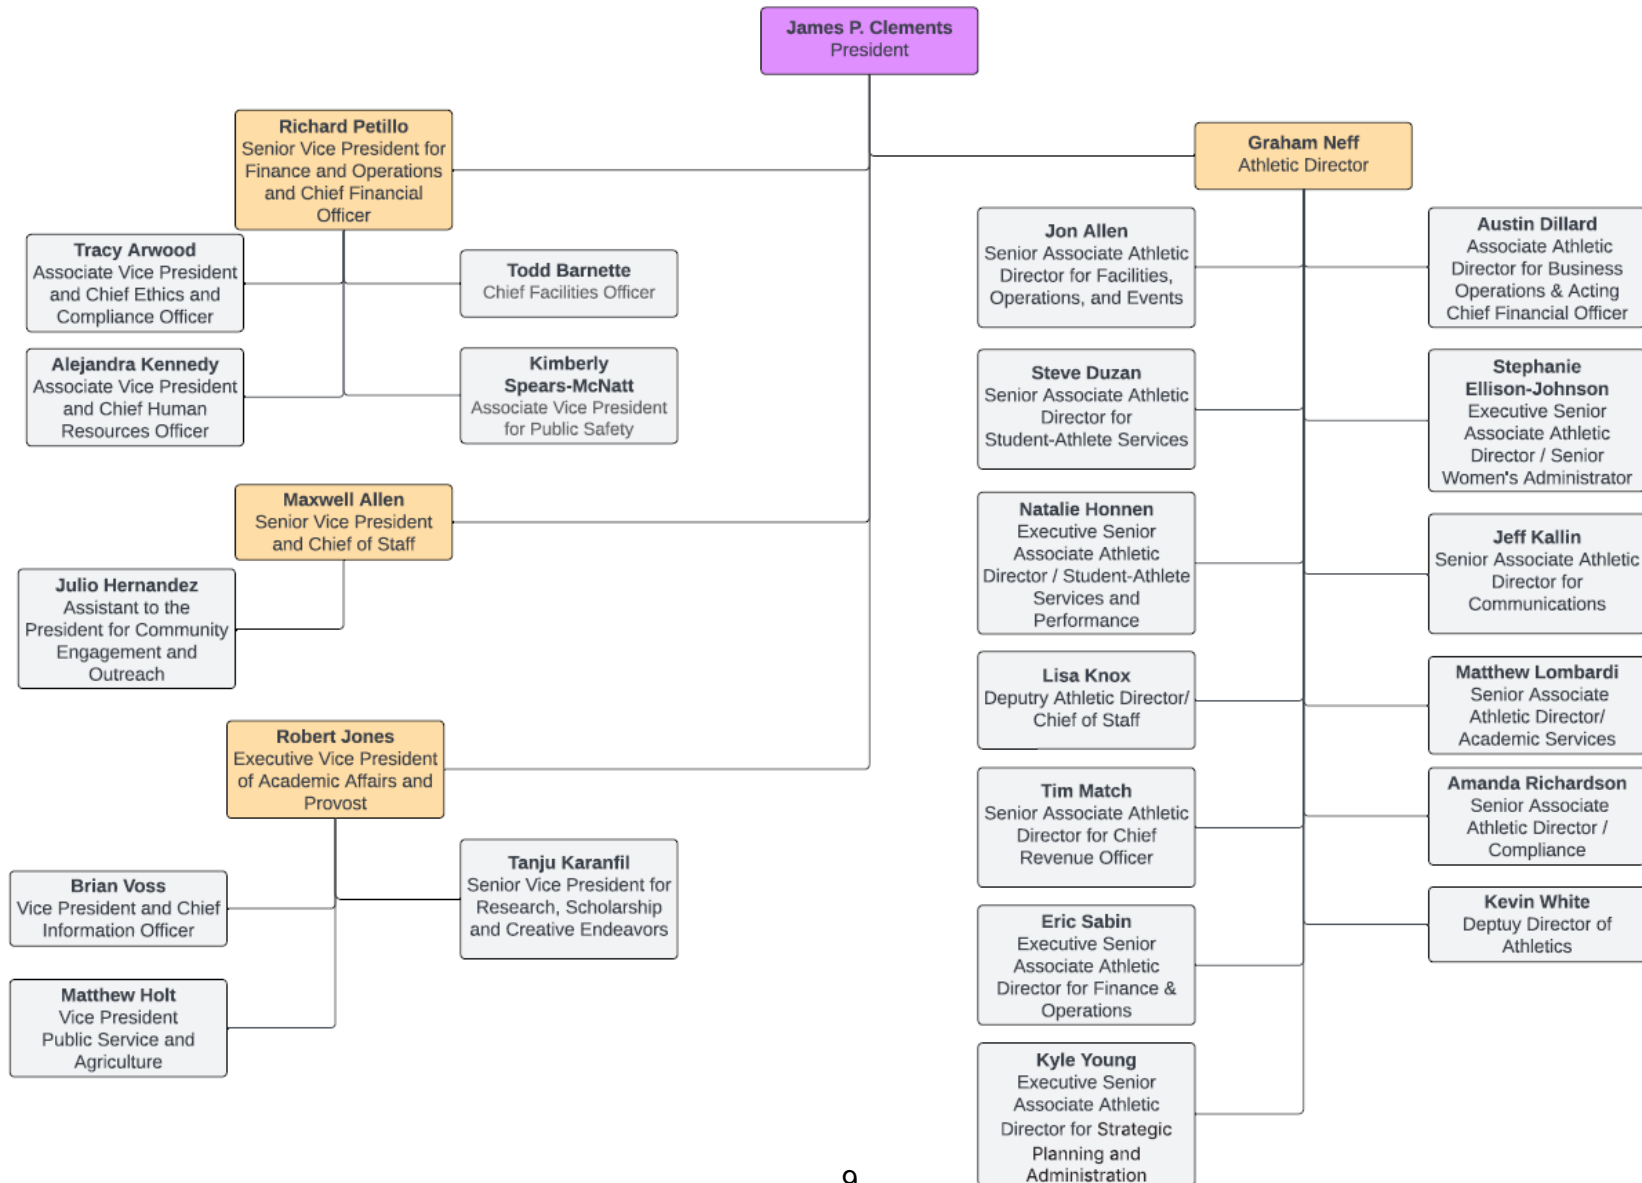 James P. Clements
President
Richard Petillo
Senior Vice President for
Finance and Operations
and Chief Financial
Officer
Tracy Arwood
Associate Vice President
and Chief Ethics and
Compliance Officer
Todd Barnette
Chief Facilities Officer
Alejandra Kennedy
Associate Vice President
and Chief Human
Resources Officer
Kimberly
Spears-McNatt
Associate Vice President
for Public Safety
Maxwell Allen
Senior Vice President
and Chief of Staff
Julio Hernandez
Assistant to the
President for Community
Engagement and
Outreach
Robert Jones
Executive Vice President
of Academic Affairs and
Provost
Brian Voss
Vice President and Chief
Information Officer
Tanju Karanfil
Senior Vice President for
Research, Scholarship
and Creative Endeavors
Matthew Holt
Vice President
Public Service and
Agriculture
Graham Neff
Athletic Director
Jon Allen
Senior Associate Athletic
Director for Facilities,
Operations, and Events
Austin Dillard
Associate Athletic
Director for Business
Operations & Acting
Chief Financial Officer
Steve Duzan
Senior Associate Athletic
Director for
Student-Athlete Services
Stephanie
Ellison-Johnson
Executive Senior
Associate Athletic
Director / Senior
Women's Administrator
Natalie Honnen
Executive Senior
Associate Athletic
Director / Student-Athlete
Services and
Performance
Jeff Kallin
Senior Associate Athletic
Director for
Communications
Lisa Knox
Deputry Athletic Director/
Chief of Staff
Matthew Lombardi
Senior Associate
Athletic Director/
Academic Services
Tim Match
Senior Associate Athletic
Director for Chief
Revenue Officer
Amanda Richardson
Senior Associate
Athletic Director /
Compliance
Eric Sabin
Executive Senior
Associate Athletic
Director for Finance &
Operations
Kevin White
Deptuy Director of
Athletics
Kyle Young
Executive Senior
Associate Athletic
Director for Strategic
Planning and
Administration
9